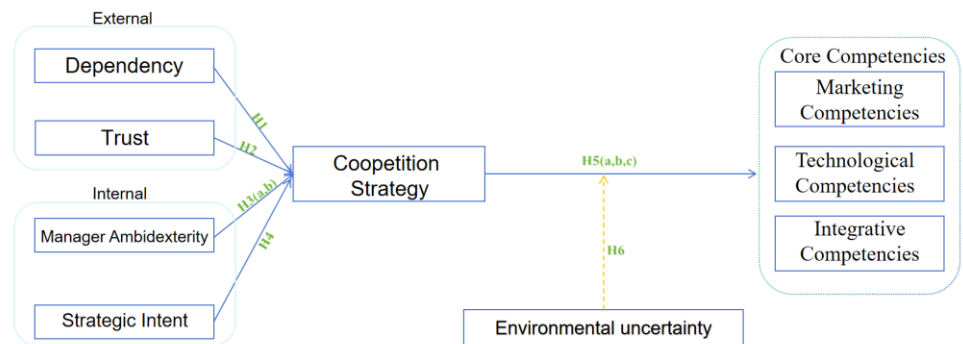 External
Dependency
Trust
Internal
Manager Ambidexterity
Strategic Intent
H1
H2
H3(a,b)
H4
Coopetition
Strategy
H5(a,b,c)
H6
Environmental uncertainty
Core Competencies
Marketing
Competencies
Technological
Competencies
Integrative
Competencies